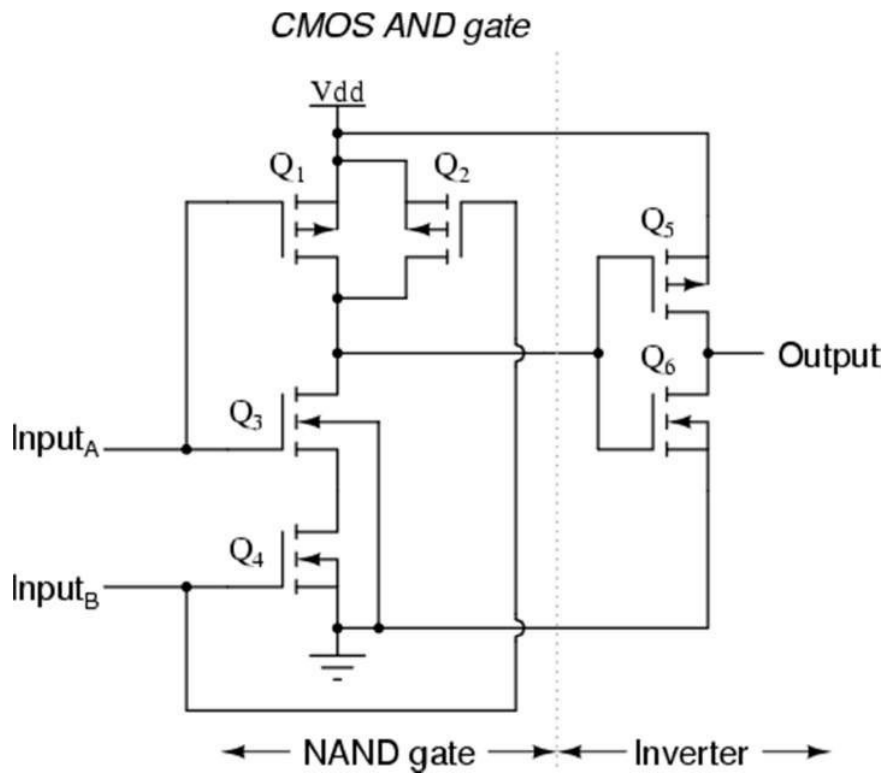 CMOS AND gate
Vdd
Q1 Q2
Q5
Q6 Output
Q3
InputA
Q4
InputB
NAND gate Inverter